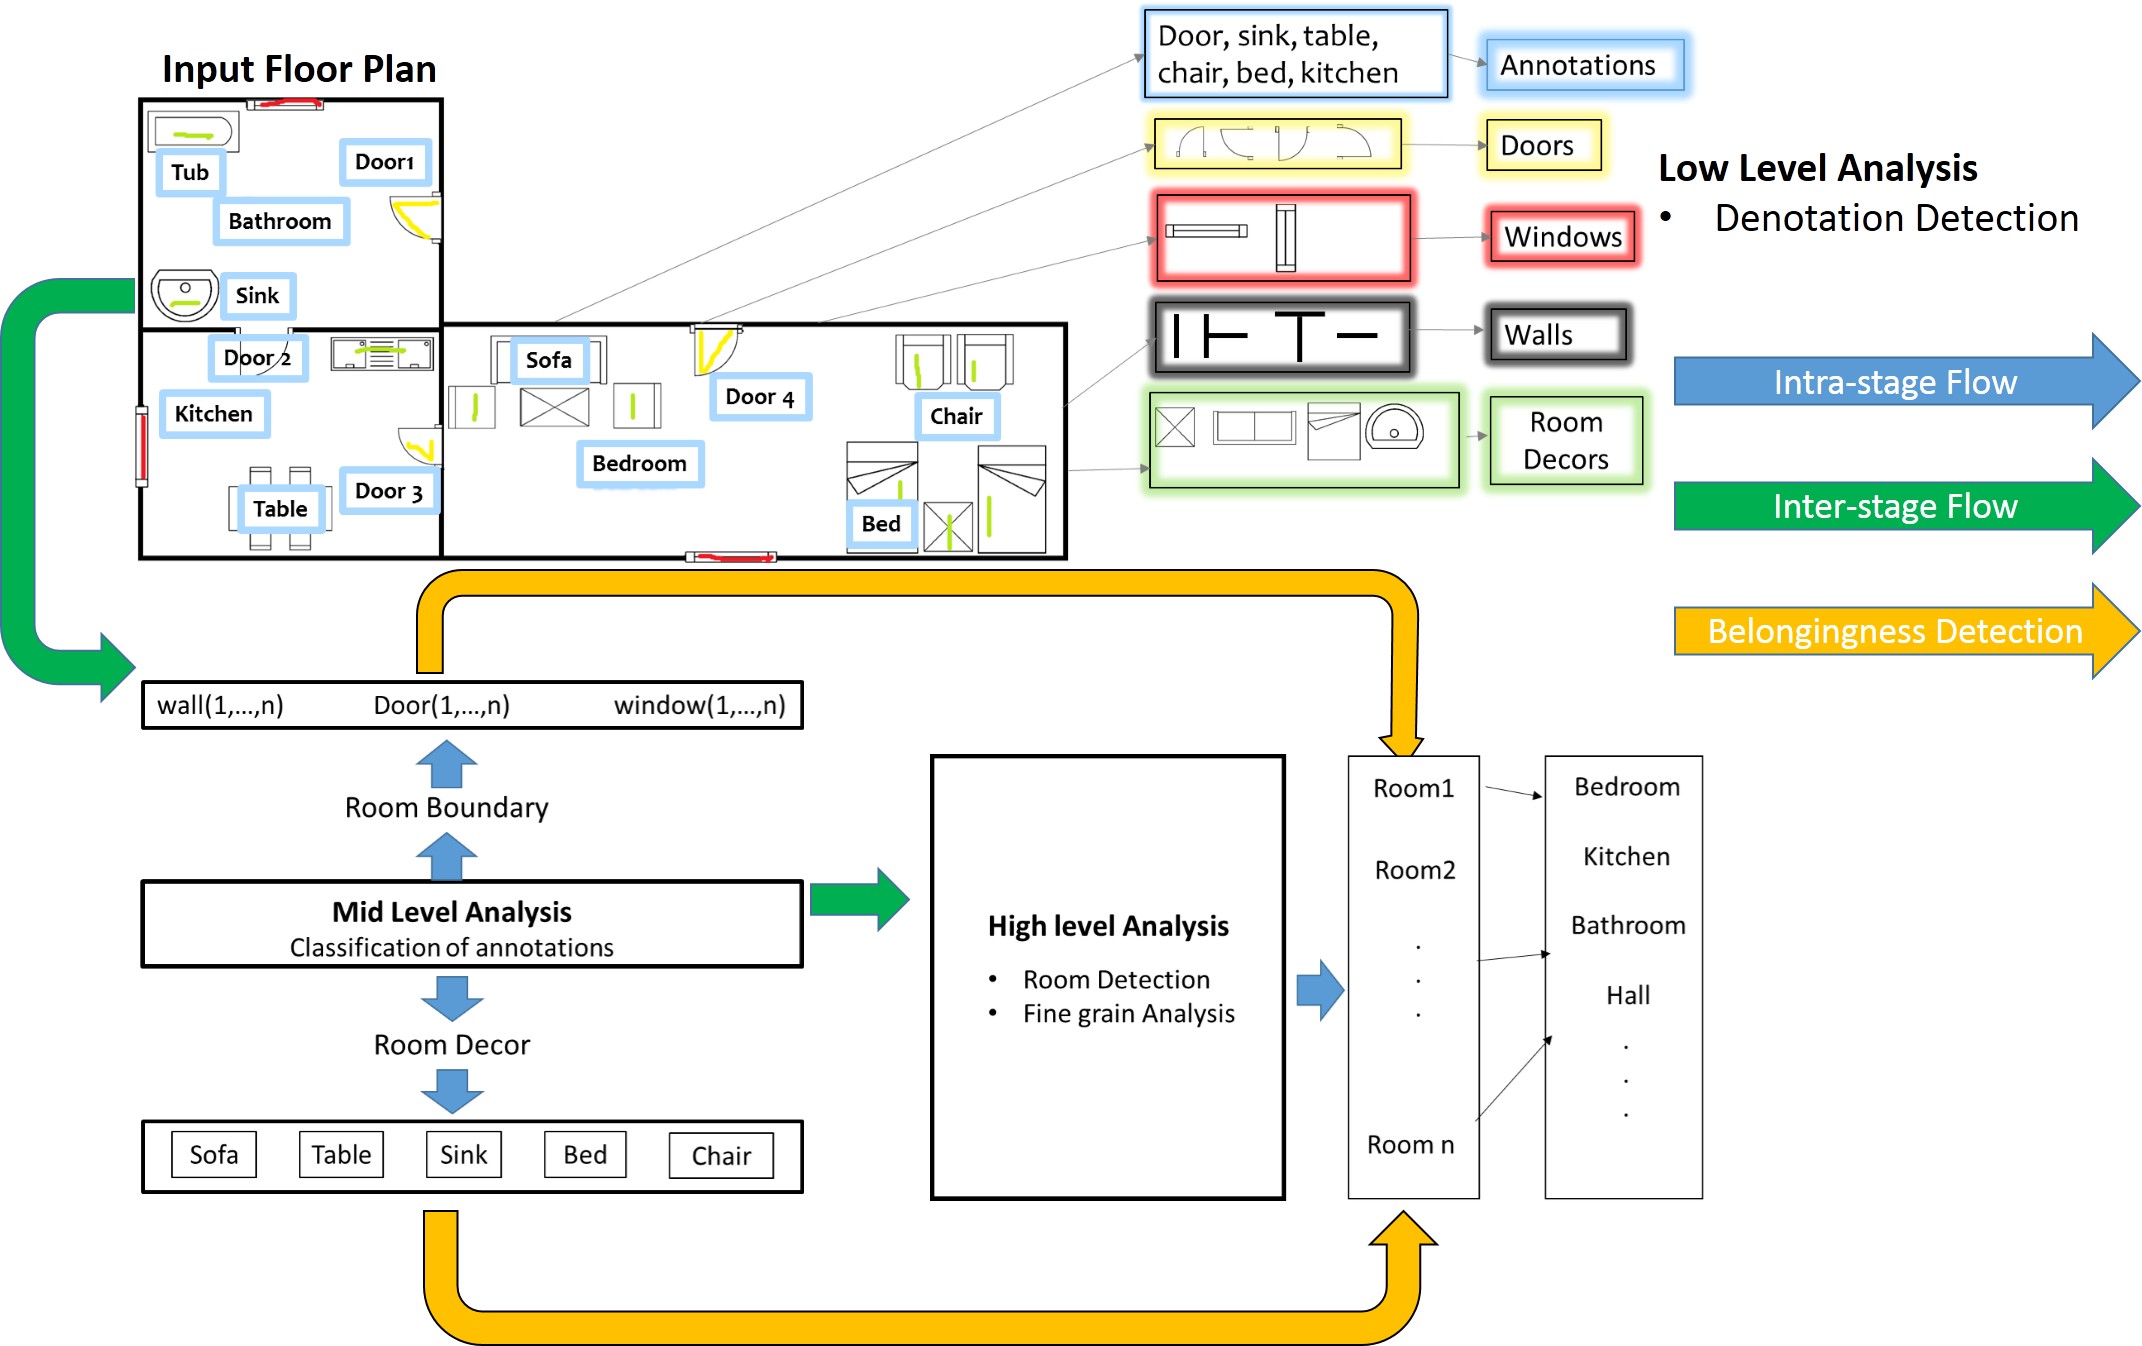 Input Floor Plan
Tub
Door1
Bathroom
Sink
Door 2
Kitchen
Door 3
Table
Sofa
Door 4
Chair
Bedroom
Bed
Door, sink, table,
chair, bed, kitchen
Annotations
Doors
Windows
Walls
Room
Decors
Low Level Analysis
• Denotation Detection
Intra-stage Flow
Inter-stage Flow
Belongingness Detection
wall(1,...,n) Door(1,...,n) window(1,...,n)
Room Boundary
Mid Level Analysis
Classification of annotations
Room Decor
Sofa Table Sink Bed Chair
High level Analysis
• Room Detection
• Fine grain Analysis
Room1
Room2
.
.
.
Room n
Bedroom
Kitchen
Bathroom
Hall
.
.
.